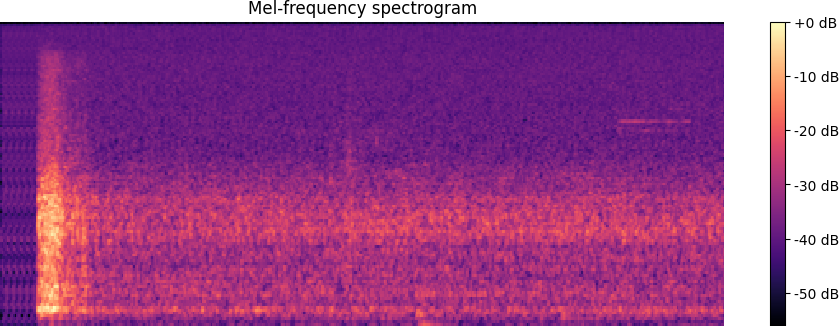 Mel-frequency spectrogram
+0 dB
-10 dB
-20 dB
-30 dB
-40 dB
-50 dB